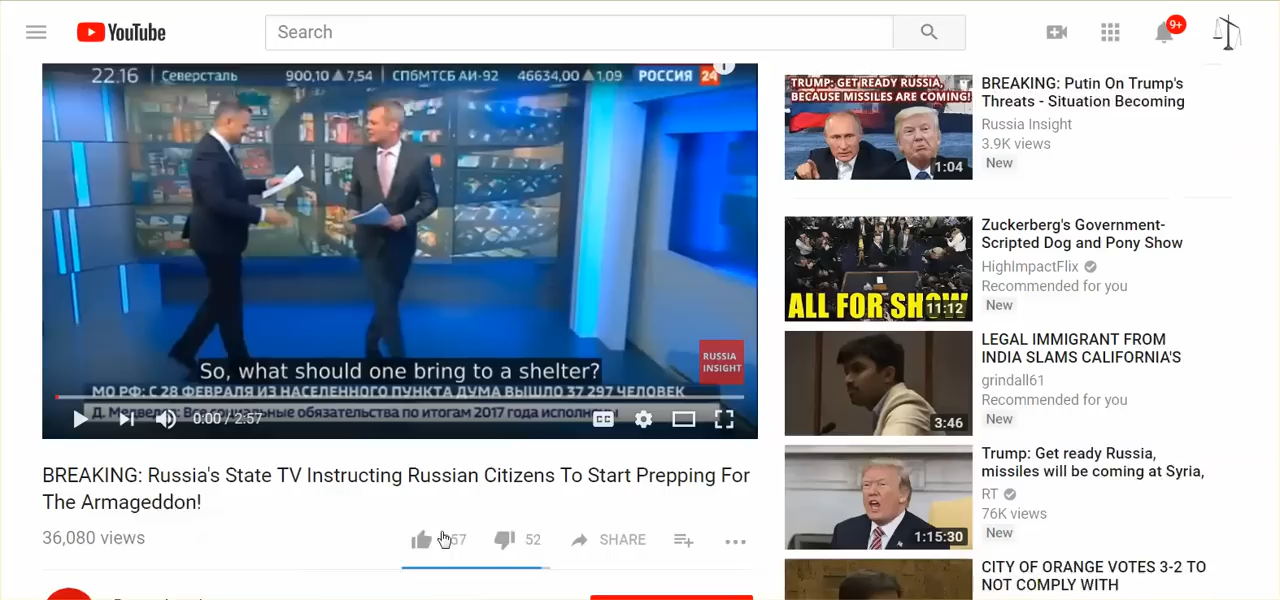 YouTube
Search
9+
22.16 Северсталь 900,10 ▲ 7,54 СПбМТСБ АИ-92 46634,00 ▲ 1,09 РОССИЯ 24
So, what should one bring to a shelter?
RUSSIA
INSIGHT
МО РФ: С 28 ФЕВРАЛЯ ИЗ НАСЕЛЕННОГО ПУНКТА ДУМА ВЫШЛО 37 297 ЧЕЛОВЕК
обязательства по итогам 2017 года
0:00 / 2:57
CC
BREAKING: Russia's State TV Instructing Russian Citizens To Start Prepping For
The Armageddon!
36,080 views
52
SHARE
TRUMP: GET READY RUSSIA,
BECAUSE MISSILES ARE COMING!
1:04
BREAKING: Putin On Trump's
Threats - Situation Becoming
Russia Insight
3.9K views
New
ALL FOR SHOW
11:12
Zuckerberg's Government-
Scripted Dog and Pony Show
HighImpactFlix
Recommended for you
New
3:46
LEGAL IMMIGRANT FROM
INDIA SLAMS CALIFORNIA'S
grindall61
Recommended for you
New
1:15:30
Trump: Get ready Russia,
missiles will be coming at Syria,
RT
76K views
New
CITY OF ORANGE VOTES 3-2 TO
NOT COMPLY WITH